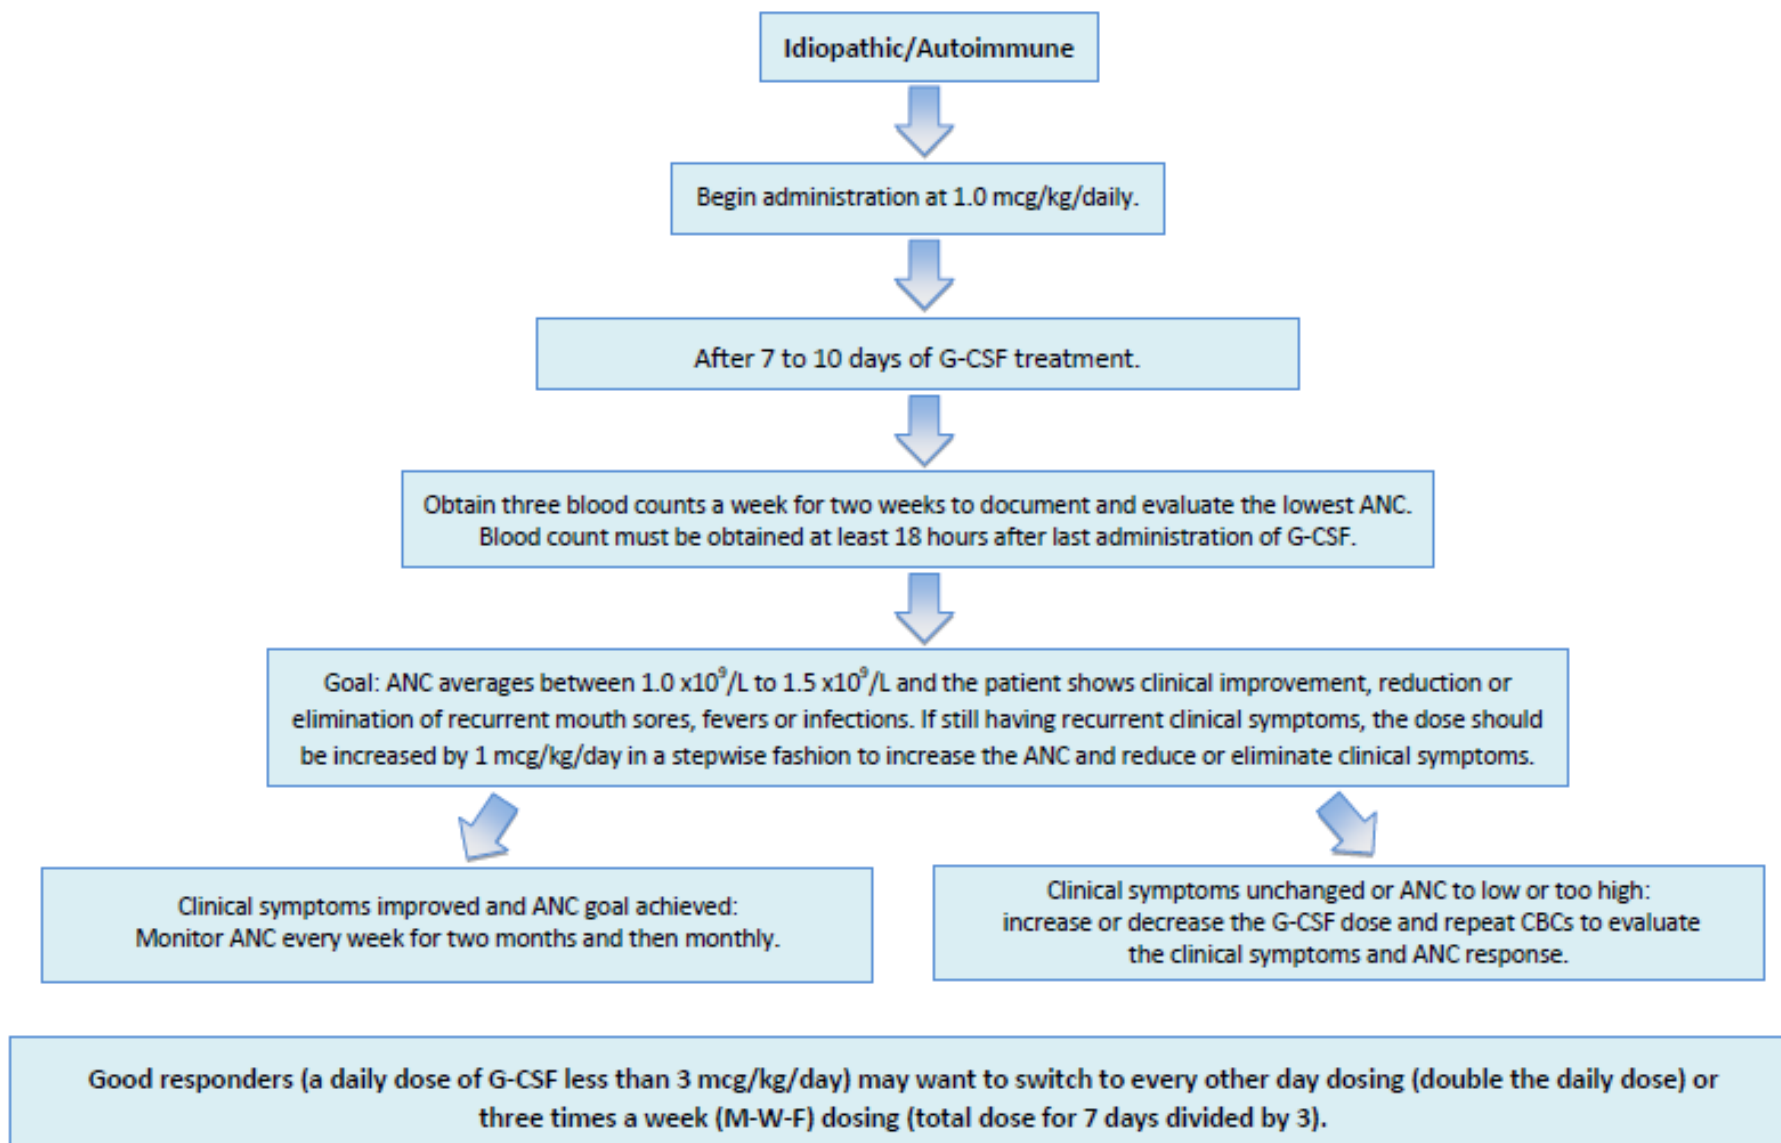 Idiopathic/Autoimmune
Begin administration at 1.0 mcg/kg/daily.
After 7 to 10 days of G-CSF treatment.
Obtain three blood counts a week for two weeks to document and evaluate the lowest ANC.
Blood count must be obtained at least 18 hours after last administration of G-CSF.
Goal: ANC averages between 1.0 x10⁹/L to 1.5 x10⁹/L and the patient shows clinical improvement, reduction or
elimination of recurrent mouth sores, fevers or infections. If still having recurrent clinical symptoms, the dose should
be increased by 1 mcg/kg/day in a stepwise fashion to increase the ANC and reduce or eliminate clinical symptoms.
Clinical symptoms improved and ANC goal achieved:
Monitor ANC every week for two months and then monthly.
Clinical symptoms unchanged or ANC to low or too high:
increase or decrease the G-CSF dose and repeat CBCs to evaluate
the clinical symptoms and ANC response.
Good responders (a daily dose of G-CSF less than 3 mcg/kg/day) may want to switch to every other day dosing (double the daily dose) or
three times a week (M-W-F) dosing (total dose for 7 days divided by 3).